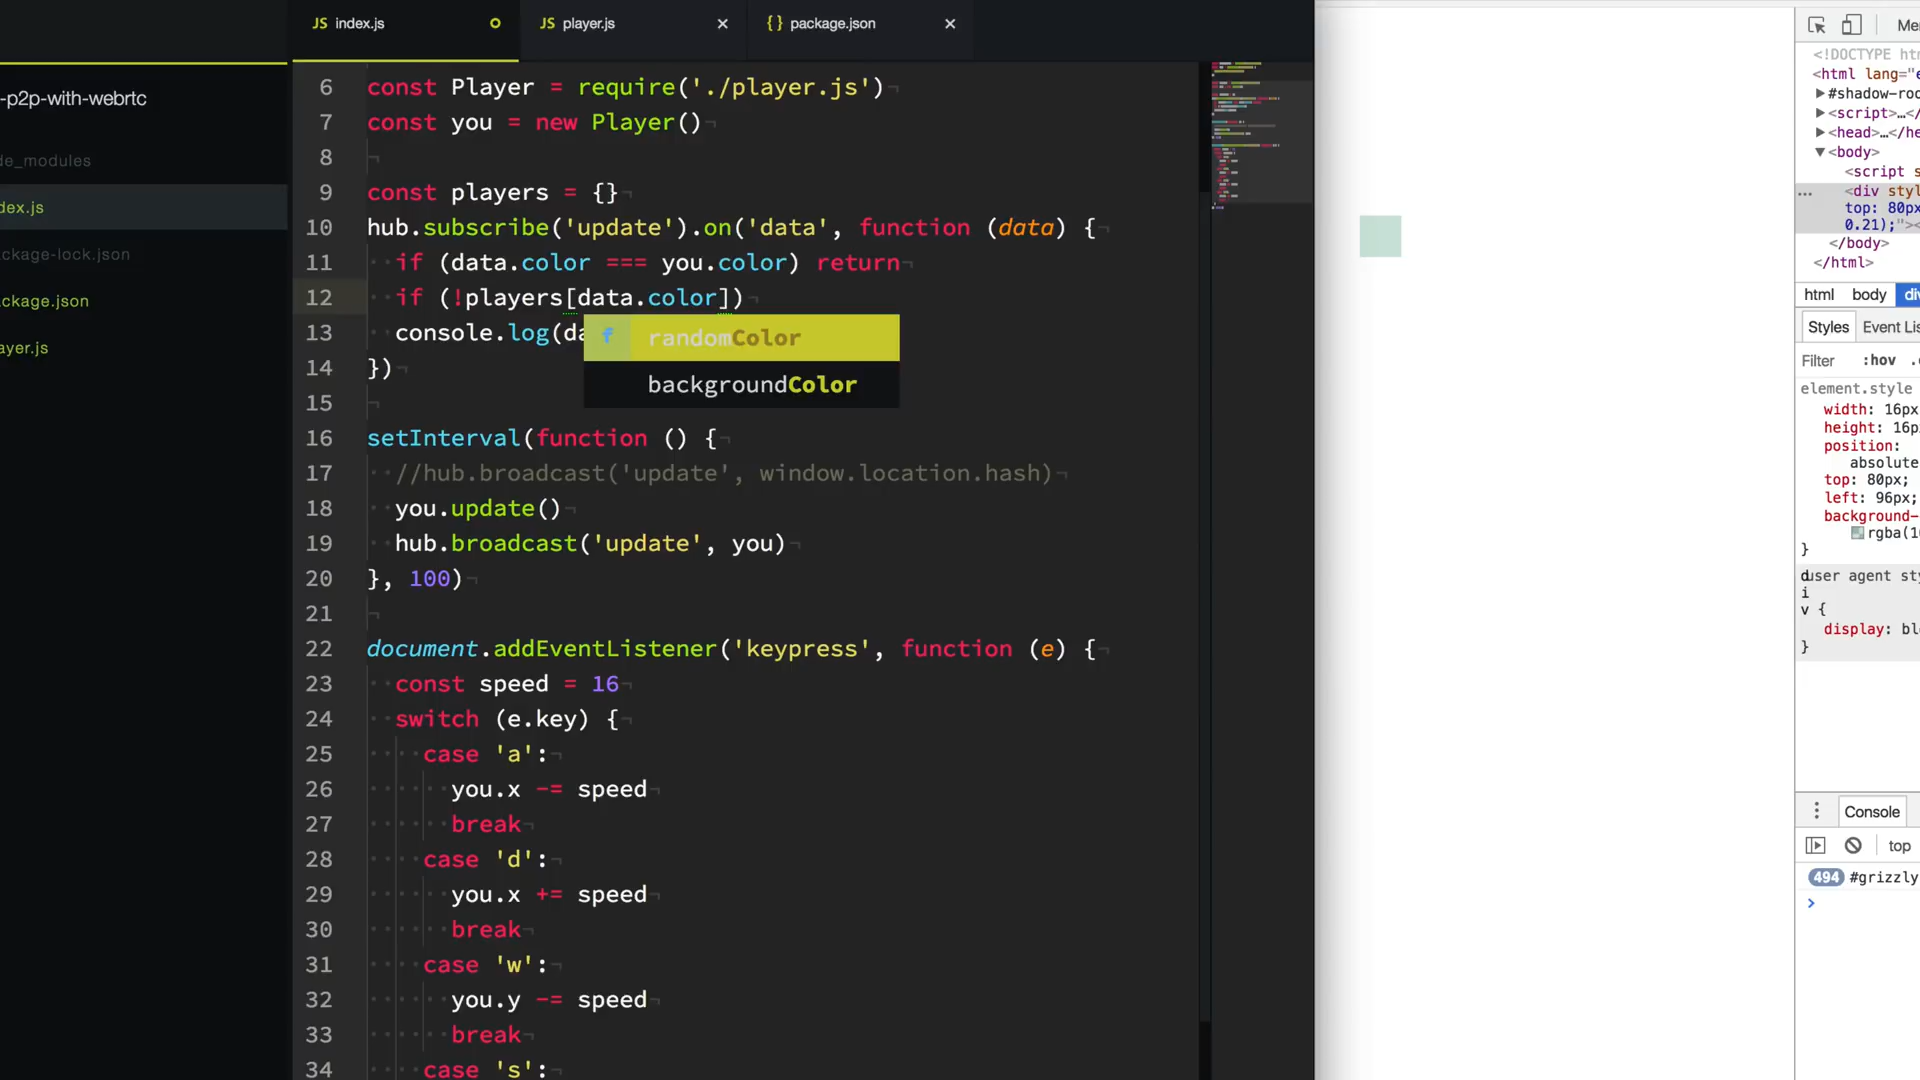 JS index.js
JS player.js ×
{} package.json ×
-p2p-with-webrtc
de_modules
dex.js
ckage-lock.json
ckage.json
ayer.js
6 const Player = require('./player.js')
7 const you = new Player()
8
9 const players = {}
10 hub.subscribe('update').on('data', function (data) {
11 if (data.color === you.color) return
12 if (!players[data.color])
13 console.log(da
f randomColor
backgroundColor
14 })
15
16 setInterval(function () {
17 //hub.broadcast('update', window.location.hash)
18 you.update()
19 hub.broadcast('update', you)
20 }, 100)
21
22 document.addEventListener('keypress', function (e) {
23 const speed = 16
24 switch (e.key) {
25 case 'a':
26 you.x -= speed
27 break
28 case 'd':
29 you.x += speed
30 break
31 case 'w':
32 you.y -= speed
33 break
34 case 's':
<!DOCTYPE ht
<html lang="e
▶#shadow-roo
▶<script>…</
▶<head>…</he
▼<body>
<script s
… <div styl
top: 80px
0.21);"><
</body>
</html>
html body div
Styles Event Lis
Filter :hov .c
element.style
width: 16px
height: 16p
position:
absolute
top: 80px;
left: 96px;
background-
rgba(1
}
user agent sty
d
i
v {
display: blo
}
Console
top
494 #grizzly
>